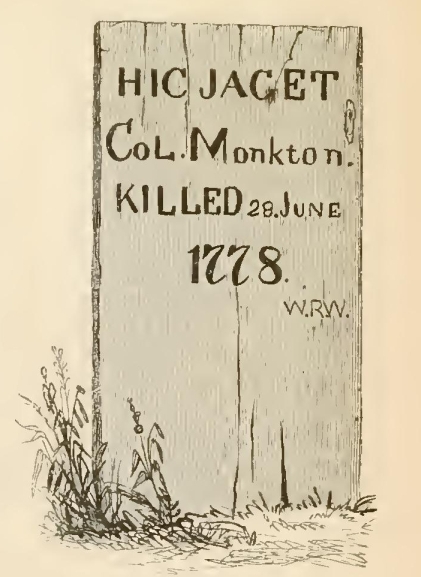 HIC JACET
COL. Monkton.
KILLED 28. JUNE
1778.
W.R.W.